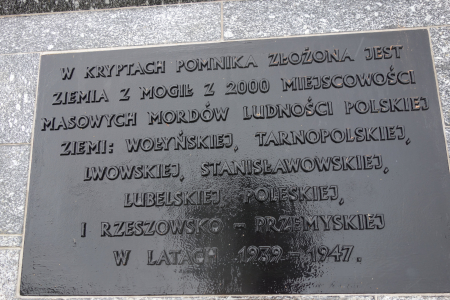 W KRYPTACH POMNIKA ZŁOŻONA JEST
ZIEMIA Z MOGIŁ Z 2000 MIEJSCOWOŚCI
MASOWYCH MORDÓW LUDNOŚCI POLSKIEJ
ZIEMI: WOŁYŃSKIEJ, TARNOPOLSKIEJ,
LWOWSKIEJ, STANISŁAWOWSKIEJ,
LUBELSKIEJ POLESKIEJ,
I RZESZOWSKO – PRZEMYSKIEJ
W LATACH 1939 – 1947.